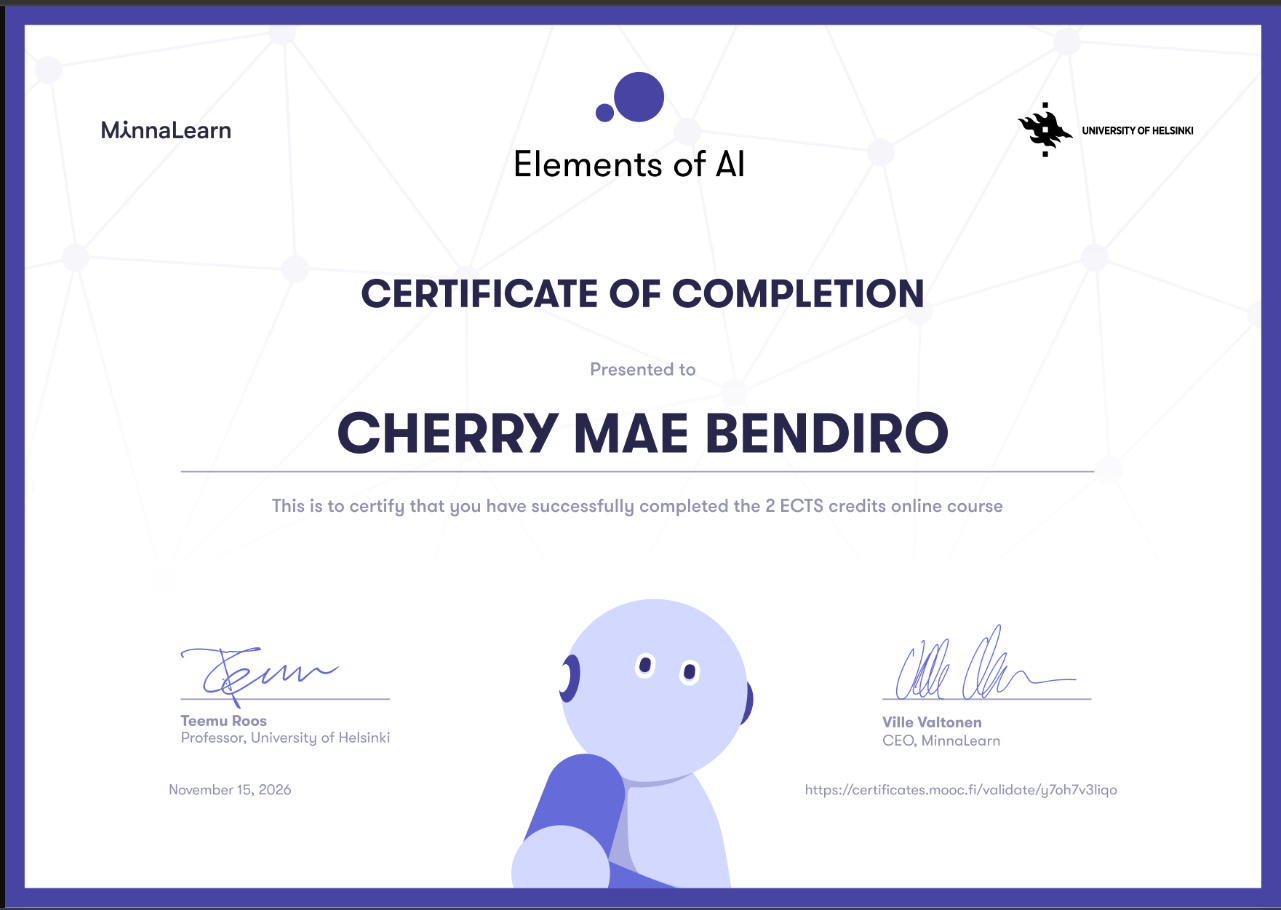 MinnaLearn
Elements of AI
UNIVERSITY OF HELSINKI
CERTIFICATE OF COMPLETION
Presented to
CHERRY MAE BENDIRO
This is to certify that you have successfully completed the 2 ECTS credits online course
Teemu Roos
Professor, University of Helsinki
Ville Valtonen
CEO, MinnaLearn
November 15, 2026
https://certificates.mooc.fi/validate/y7oh7v3liqo